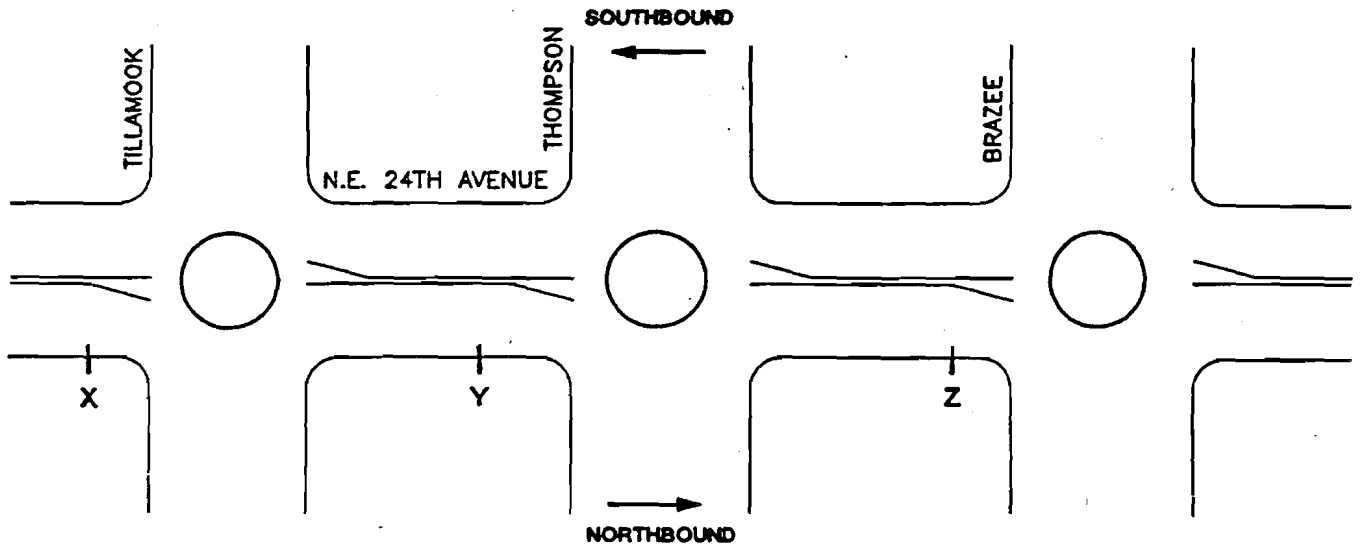 SOUTHBOUND
TILLAMOOK
THOMPSON
BRAZEE
N.E. 24TH AVENUE
X
Y
Z
NORTHBOUND